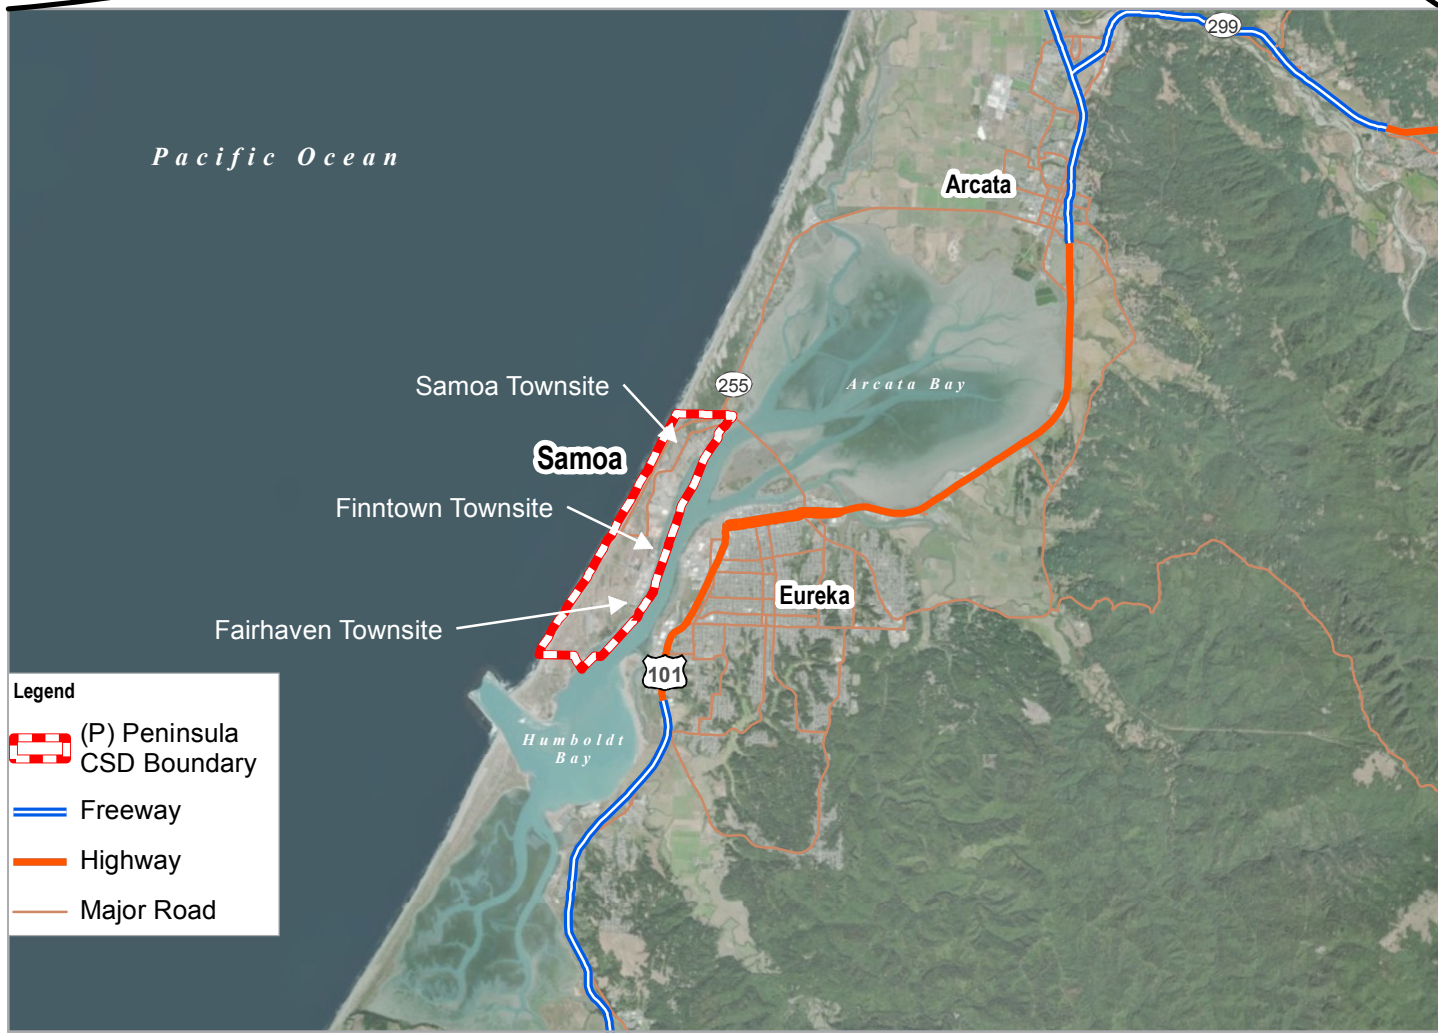 299
Pacific Ocean
Arcata
Samoa Townsite
255
Arcata Bay
Samoa
Finntown Townsite
Eureka
Fairhaven Townsite
101
Humboldt
Bay
Legend
(P) Peninsula
CSD Boundary
Freeway
Highway
Major Road